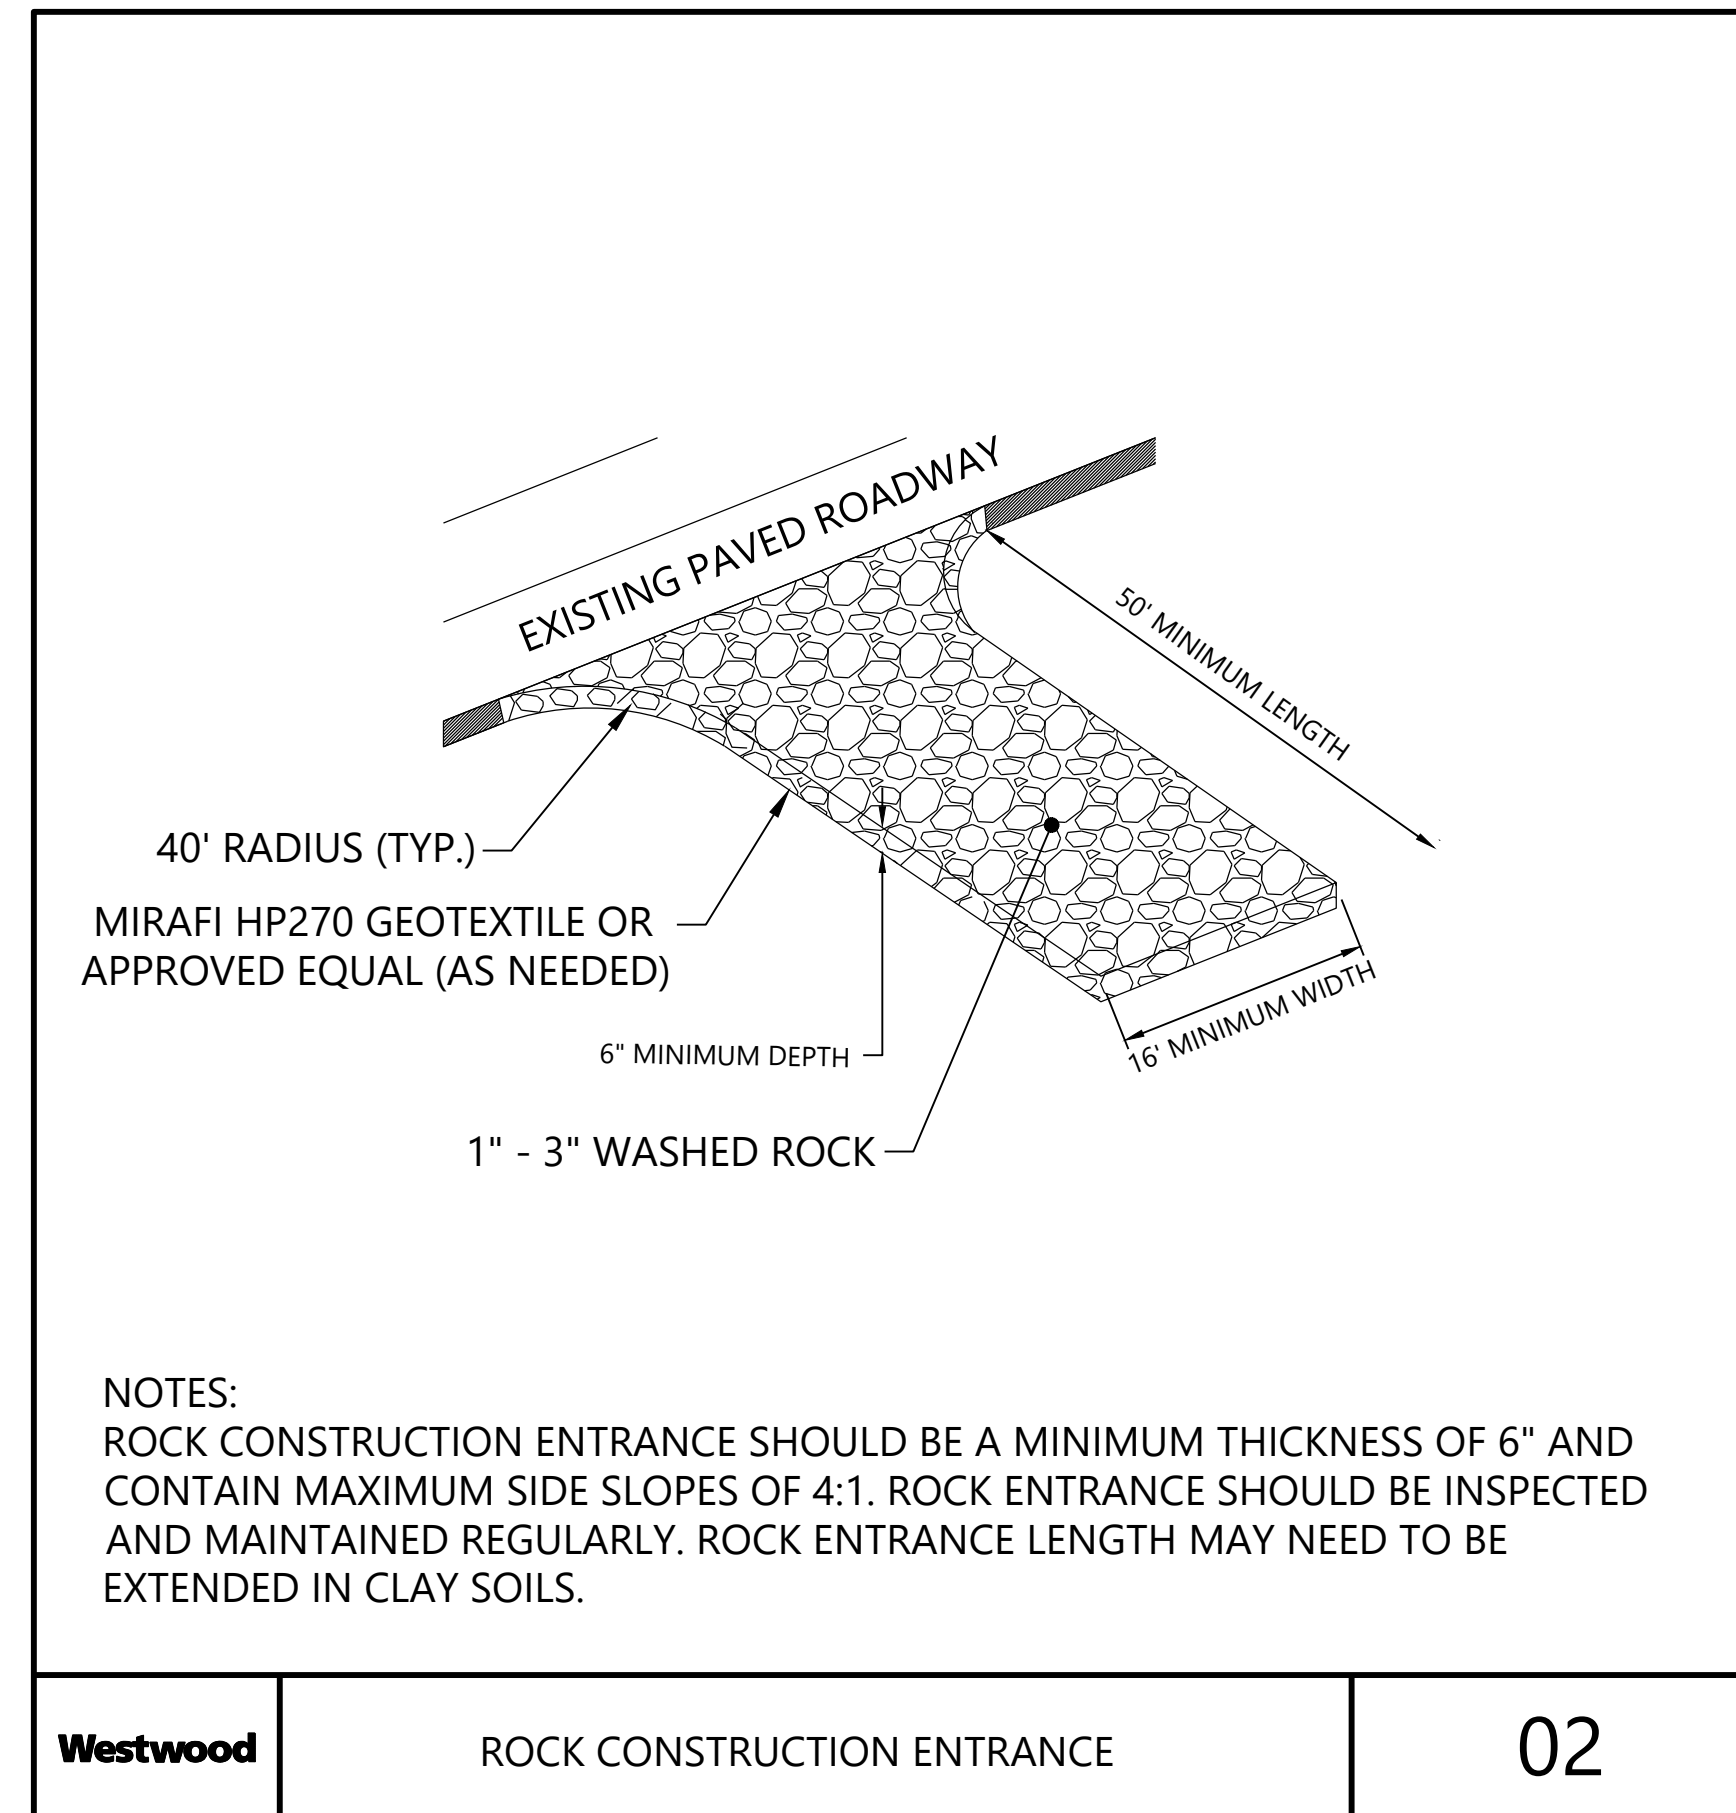 EXISTING PAVED ROADWAY
50' MINIMUM LENGTH
40' RADIUS (TYP.)
MIRAFI HP270 GEOTEXTILE OR
APPROVED EQUAL (AS NEEDED)
16' MINIMUM WIDTH
6" MINIMUM DEPTH
1" - 3" WASHED ROCK
NOTES:
ROCK CONSTRUCTION ENTRANCE SHOULD BE A MINIMUM THICKNESS OF 6" AND
CONTAIN MAXIMUM SIDE SLOPES OF 4:1. ROCK ENTRANCE SHOULD BE INSPECTED
AND MAINTAINED REGULARLY. ROCK ENTRANCE LENGTH MAY NEED TO BE
EXTENDED IN CLAY SOILS.
Westwood
ROCK CONSTRUCTION ENTRANCE
02